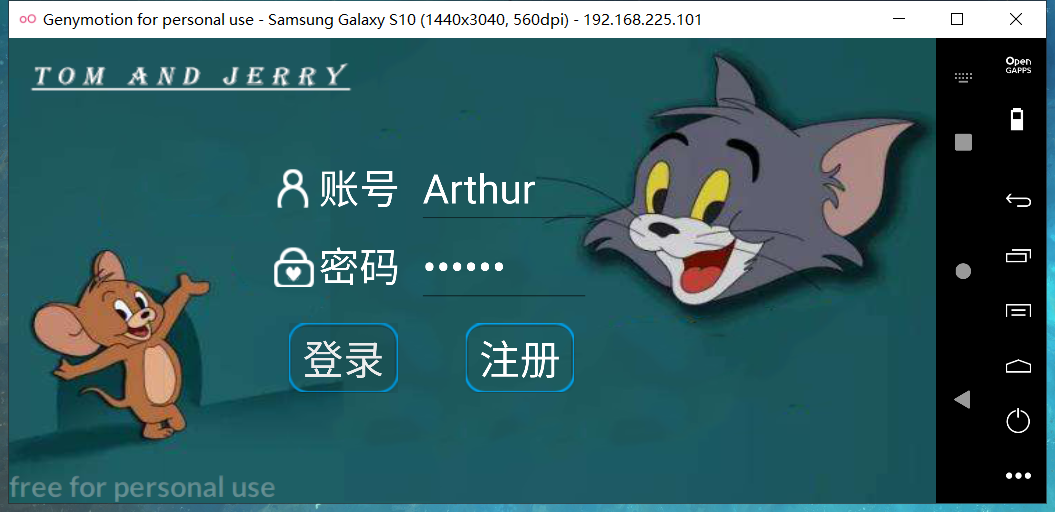 Genymotion for personal use - Samsung Galaxy S10 (1440x3040, 560dpi) - 192.168.225.101
Open
GAPPS
TOM AND JERRY
账号 Arthur
密码 ••••••
登录 注册
free for personal use